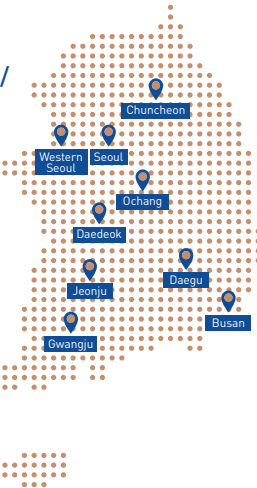 /
Chuncheon
Western
Seoul
Seoul
Ochang
Daedeok
Daegu
Jeonju
Busan
Gwangju